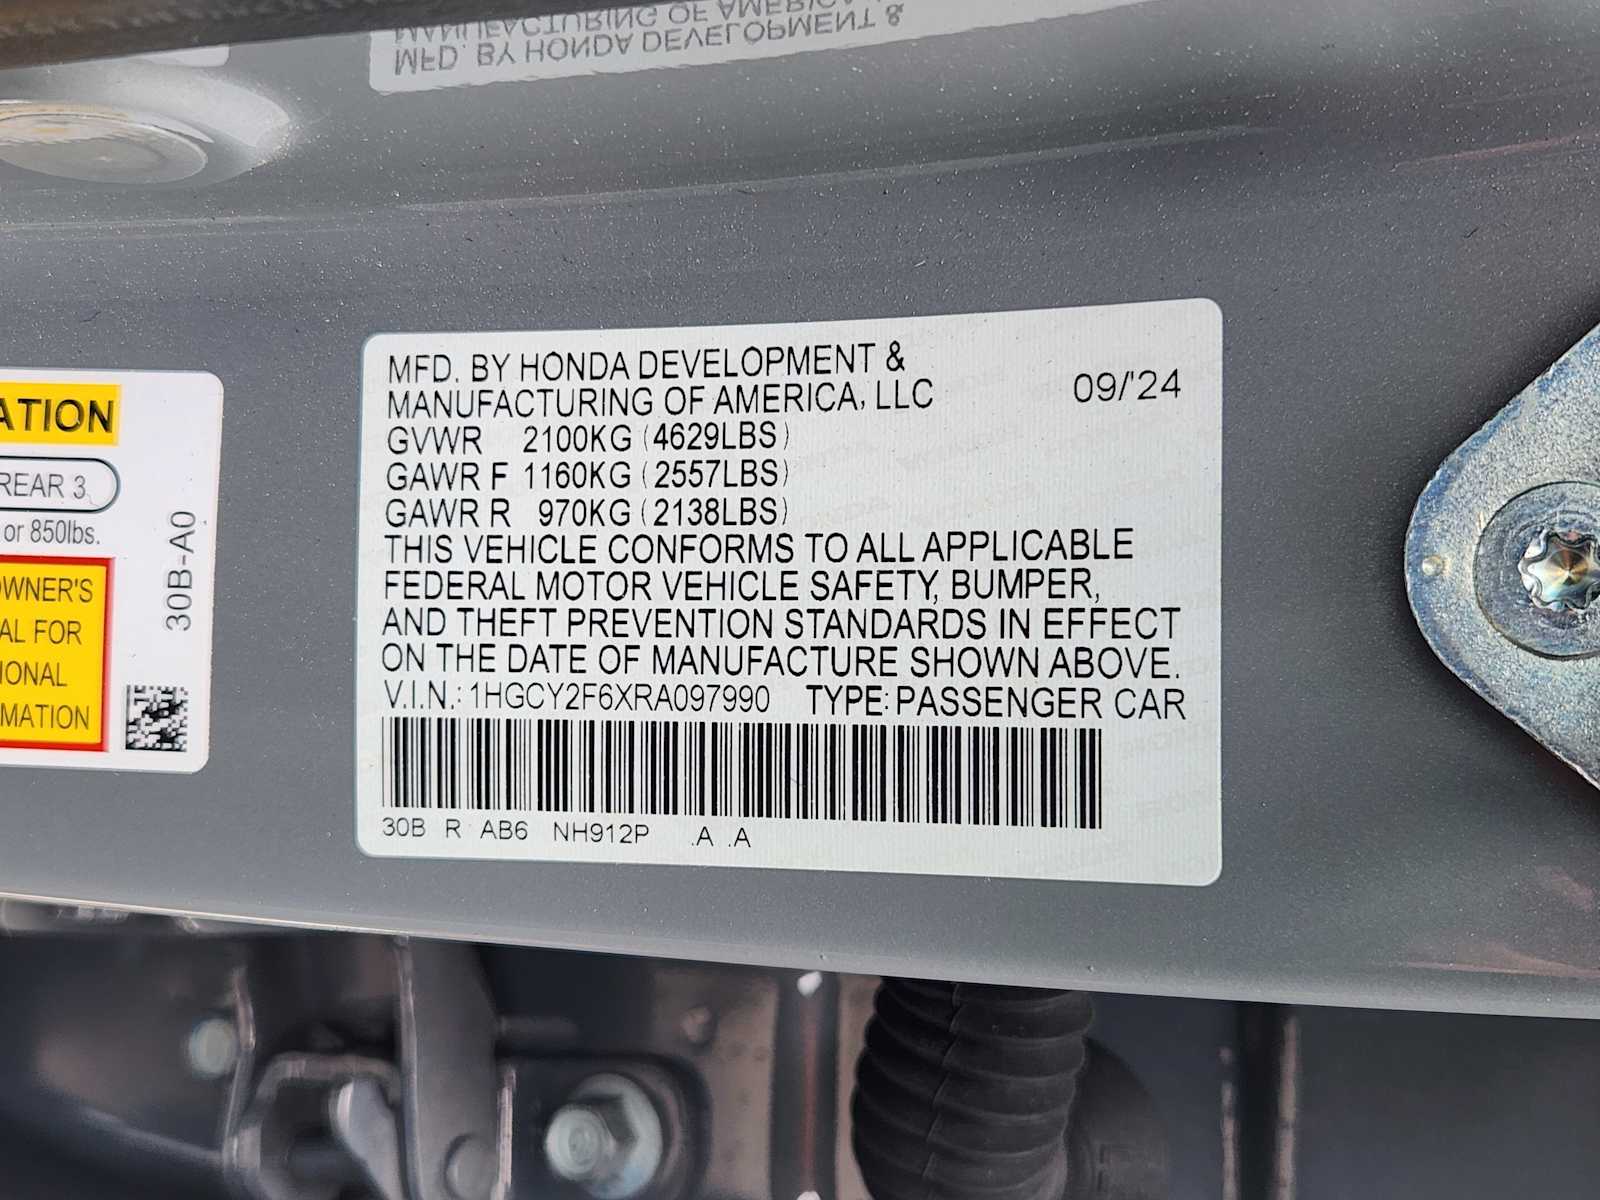 MFD. BY HONDA DEVELOPMENT &
MANUFACTURING OF AMERICA
MFD. BY HONDA DEVELOPMENT &
MANUFACTURING OF AMERICA, LLC
09/'24
GVWR 2100KG (4629LBS)
GAWR F 1160KG (2557LBS)
GAWR R 970KG (2138LBS)
THIS VEHICLE CONFORMS TO ALL APPLICABLE
FEDERAL MOTOR VEHICLE SAFETY, BUMPER,
AND THEFT PREVENTION STANDARDS IN EFFECT
ON THE DATE OF MANUFACTURE SHOWN ABOVE.
V.I.N.: 1HGCY2F6XRA097990 TYPE: PASSENGER CAR
30B R AB6 NH912P .A .A
ATION
REAR 3
or 850lbs.
OWNER'S
AL FOR
IONAL
MATION
30B-A0